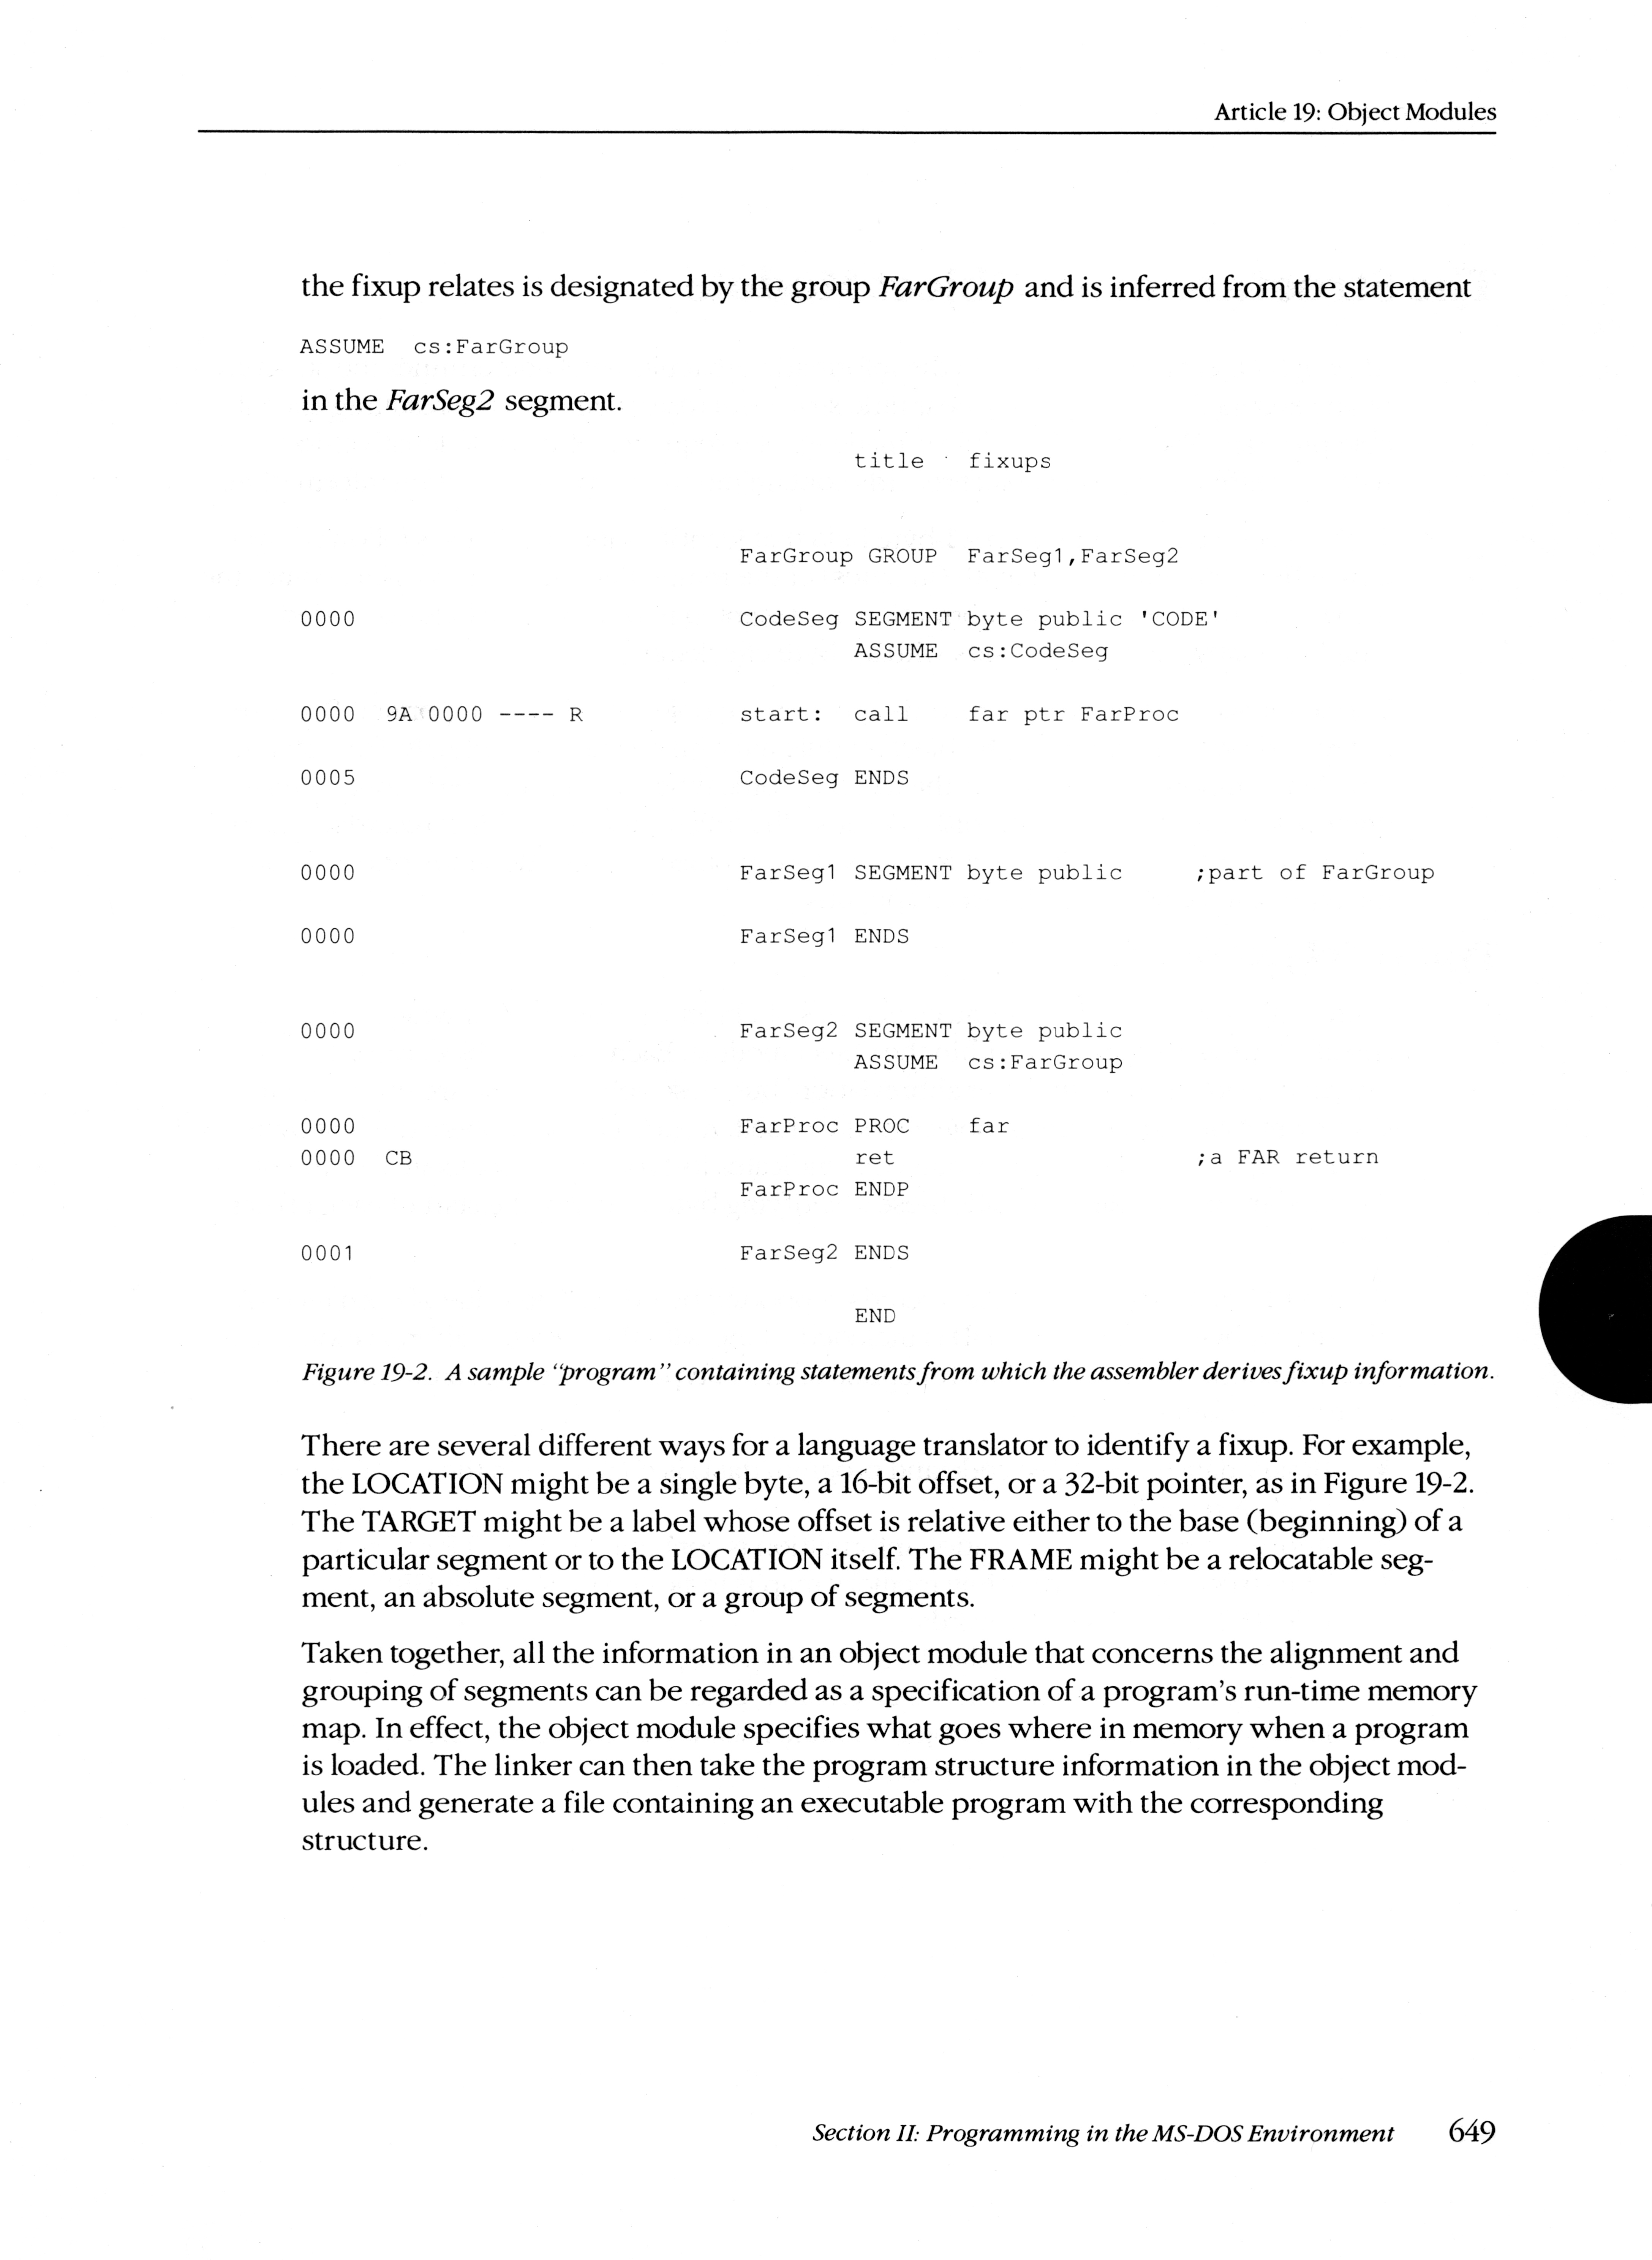 Article 19: Object Modules
the fixup relates is designated by the group FarGroup and is inferred from the statement
ASSUME  cs:FarGroup
in the FarSeg2 segment.
title   fixups
FarGroup GROUP  FarSeg1,FarSeg2
0000                           CodeSeg SEGMENT byte public 'CODE'
ASSUME  cs:CodeSeg
0000  9A 0000 ---- R           start:  call    far ptr FarProc
0005                           CodeSeg ENDS
0000                           FarSeg1 SEGMENT byte public     ;part of FarGroup
0000                           FarSeg1 ENDS
0000                           FarSeg2 SEGMENT byte public
ASSUME  cs:FarGroup
0000                           FarProc PROC    far
0000  CB                               ret                     ;a FAR return
FarProc ENDP
0001                           FarSeg2 ENDS
END
Figure 19-2. A sample “program” containing statements from which the assembler derives fixup information.
There are several different ways for a language translator to identify a fixup. For example,
the LOCATION might be a single byte, a 16-bit offset, or a 32-bit pointer, as in Figure 19-2.
The TARGET might be a label whose offset is relative either to the base (beginning) of a
particular segment or to the LOCATION itself. The FRAME might be a relocatable seg-
ment, an absolute segment, or a group of segments.
Taken together, all the information in an object module that concerns the alignment and
grouping of segments can be regarded as a specification of a program's run-time memory
map. In effect, the object module specifies what goes where in memory when a program
is loaded. The linker can then take the program structure information in the object mod-
ules and generate a file containing an executable program with the corresponding
structure.
Section II: Programming in the MS-DOS Environment     649